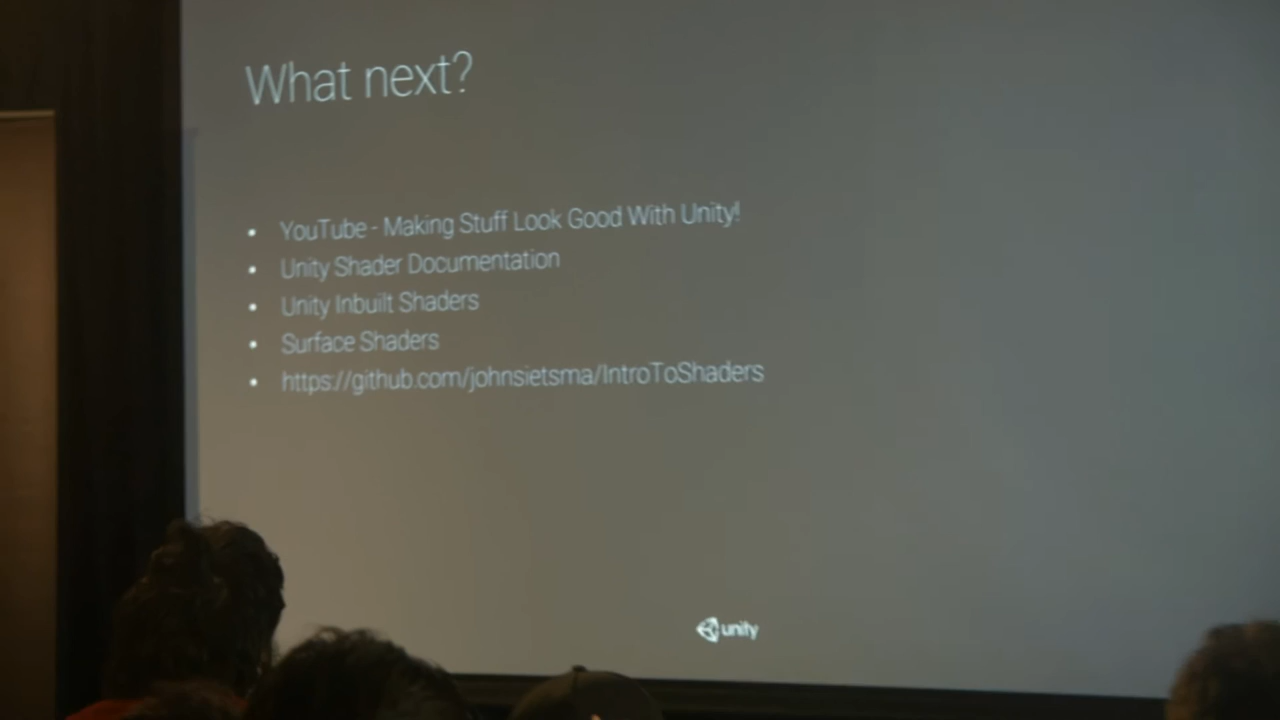 What next?
• YouTube - Making Stuff Look Good With Unity!
• Unity Shader Documentation
• Unity Inbuilt Shaders
• Surface Shaders
• https://github.com/johnsietsma/IntroToShaders
unity